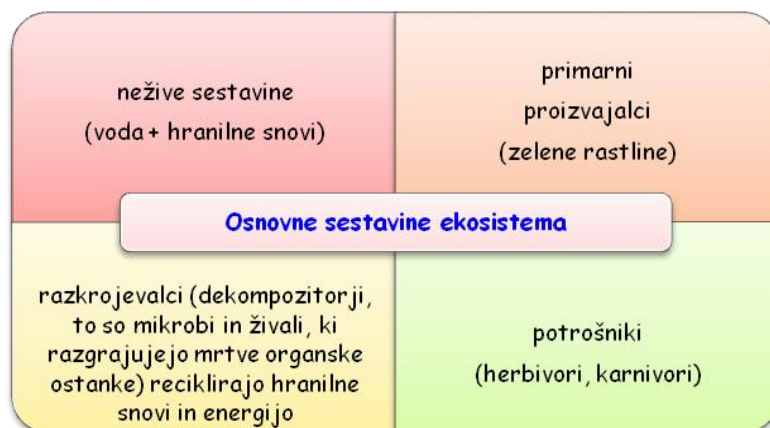 nežive sestavine
(voda + hranilne snovi)
primarni
proizvajalci
(zelene rastline)
Osnovne sestavine ekosistema
razkrojevalci (dekompozitorji,
to so mikrobi in živali, ki
razgrajujejo mrtve organske
ostanke) reciklirajo hranilne
snovi in energijo
potrošniki
(herbivori, karnivori)